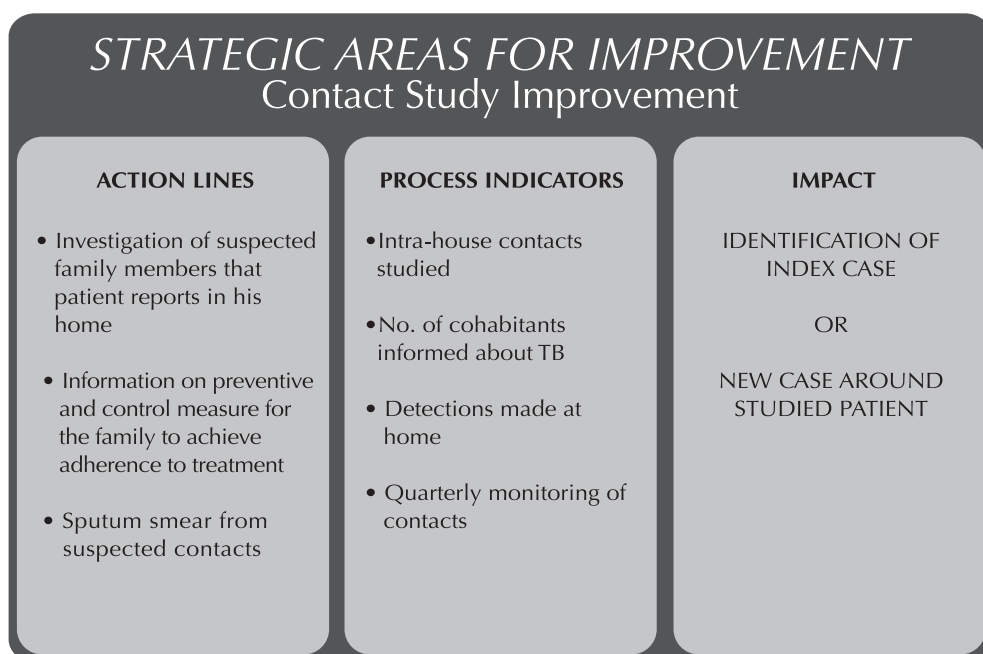 STRATEGIC AREAS FOR IMPROVEMENT
Contact Study Improvement
ACTION LINES
• Investigation of suspected
family members that
patient reports in his
home
• Information on preventive
and control measure for
the family to achieve
adherence to treatment
• Sputum smear from
suspected contacts
PROCESS INDICATORS
•Intra-house contacts
studied
•No. of cohabitants
informed about TB
• Detections made at
home
• Quarterly monitoring of
contacts
IMPACT
IDENTIFICATION OF
INDEX CASE
OR
NEW CASE AROUND
STUDIED PATIENT